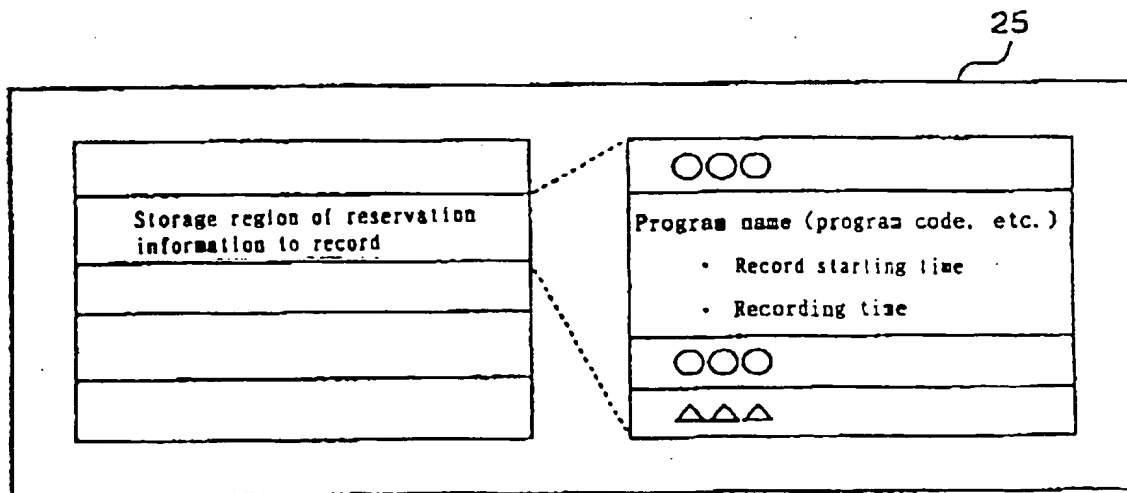 25
Storage region of reservation
information to record
○○○
Program name (program code, etc.)
・ Record starting time
・ Recording time
○○○
△△△